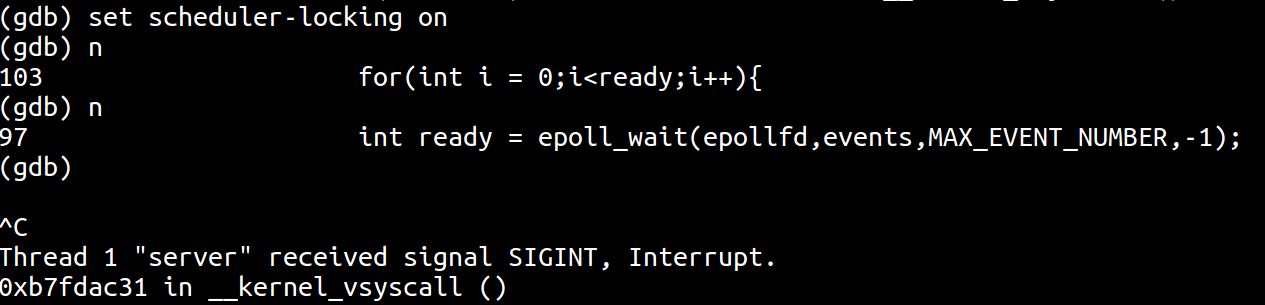 (gdb) set scheduler-locking on
(gdb) n
103                     for(int i = 0;i<ready;i++){
(gdb) n
97                      int ready = epoll_wait(epollfd,events,MAX_EVENT_NUMBER,-1);
(gdb)
^C
Thread 1 "server" received signal SIGINT, Interrupt.
0xb7fdac31 in __kernel_vsyscall ()